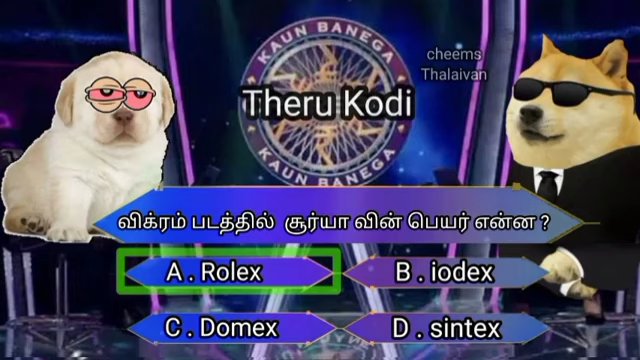 KAUN BANEGA
cheems
Thalaivan
Theru Kodi
KAUN BANEGA
விக்ரம் படத்தில் சூர்யா வின் பெயர் என்ன ?
A . Rolex
B . iodex
C . Domex
D . sintex